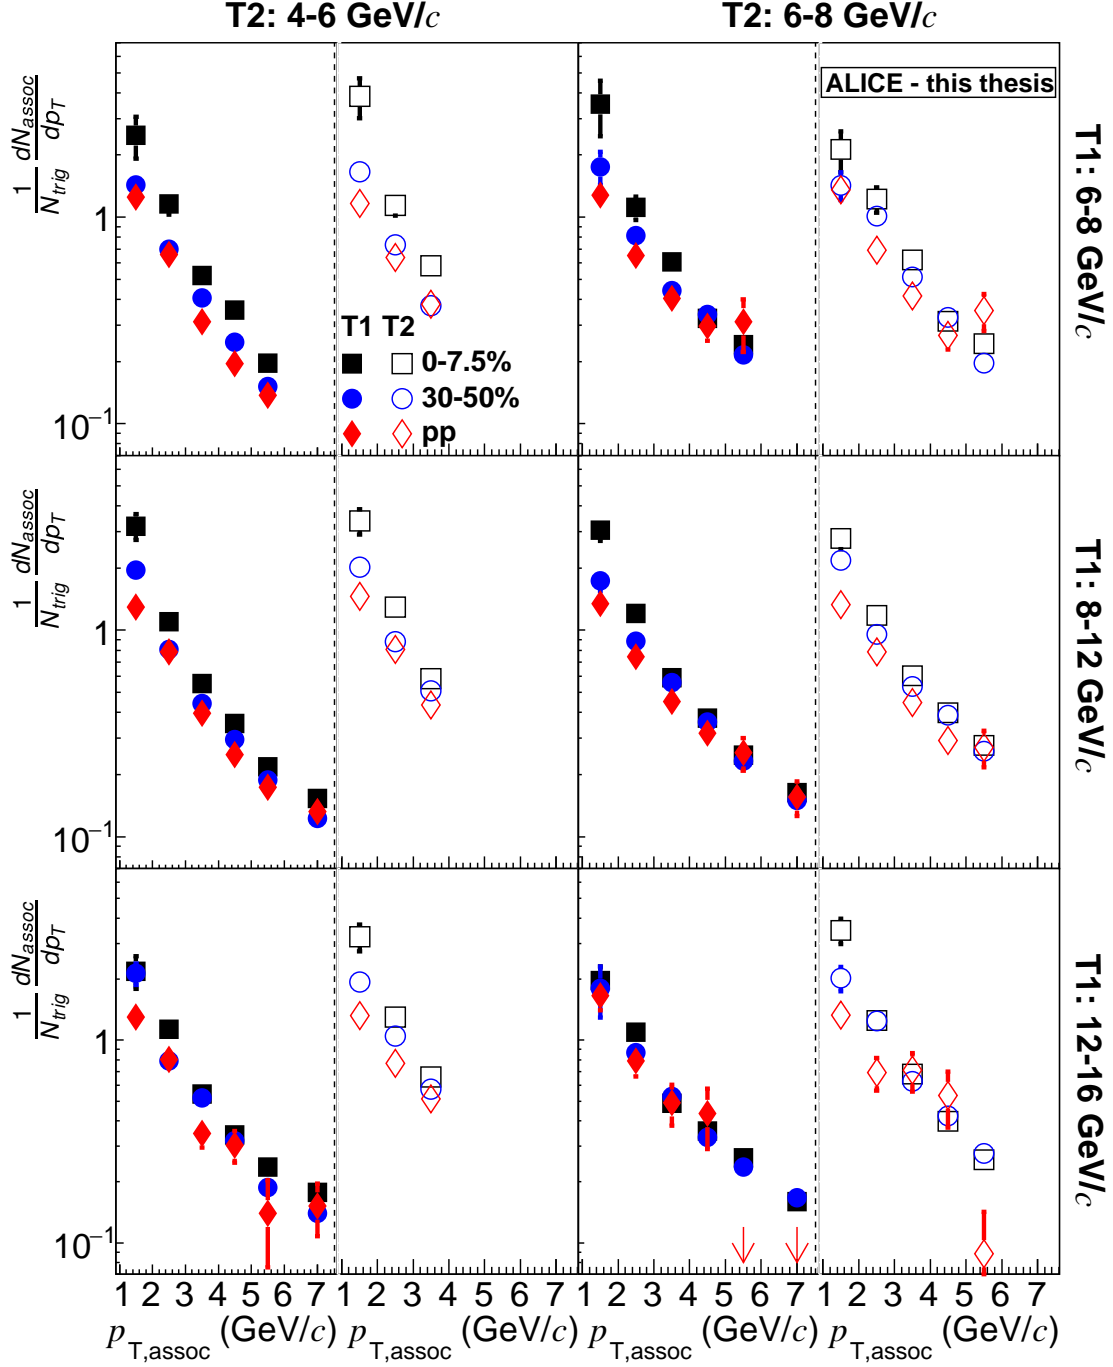 T2: 4-6 GeV/c T2: 6-8 GeV/c
ALICE - this thesis
1/N_trig dN_assoc/dp_T
1
10⁻¹
T1 T2
0-7.5%
30-50%
pp
T1: 6-8 GeV/c
1/N_trig dN_assoc/dp_T
1
10⁻¹
T1: 8-12 GeV/c
1/N_trig dN_assoc/dp_T
1
10⁻¹
T1: 12-16 GeV/c
1 2 3 4 5 6 7 1 2 3 4 5 6 7 1 2 3 4 5 6 7 1 2 3 4 5 6 7
p_T,assoc (GeV/c) p_T,assoc (GeV/c) p_T,assoc (GeV/c) p_T,assoc (GeV/c)